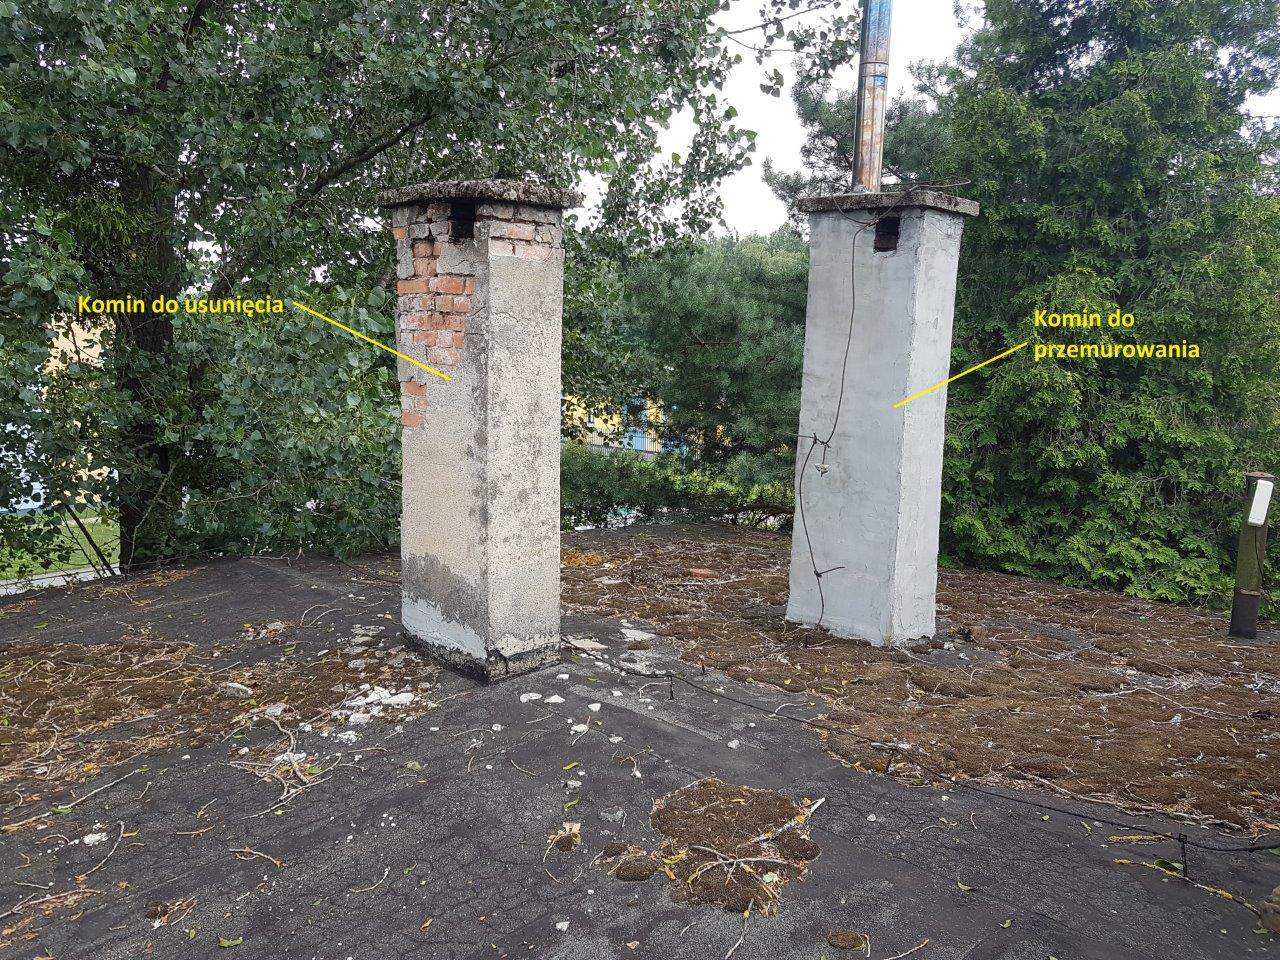 Komin do usunięcia
Komin do
przemurowania